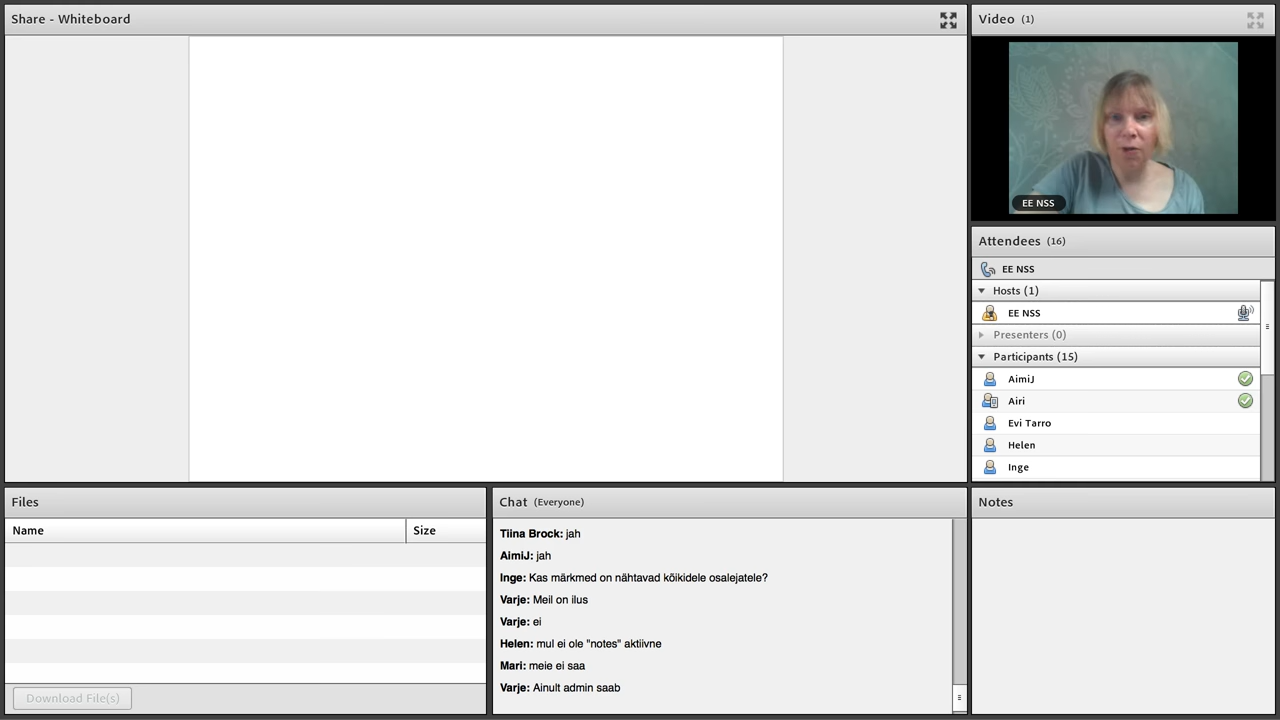 Share - Whiteboard
Video (1)
EE NSS
Attendees (16)
EE NSS
Hosts (1)
EE NSS
Presenters (0)
Participants (15)
AimiJ
Airi
Evi Tarro
Helen
Inge
Files
Name Size
Download File(s)
Chat (Everyone)
Tiina Brock: jah
AimiJ: jah
Inge: Kas märkmed on nähtavad kõikidele osalejatele?
Varje: Meil on ilus
Varje: ei
Helen: mul ei ole "notes" aktiivne
Mari: meie ei saa
Varje: Ainult admin saab
Notes